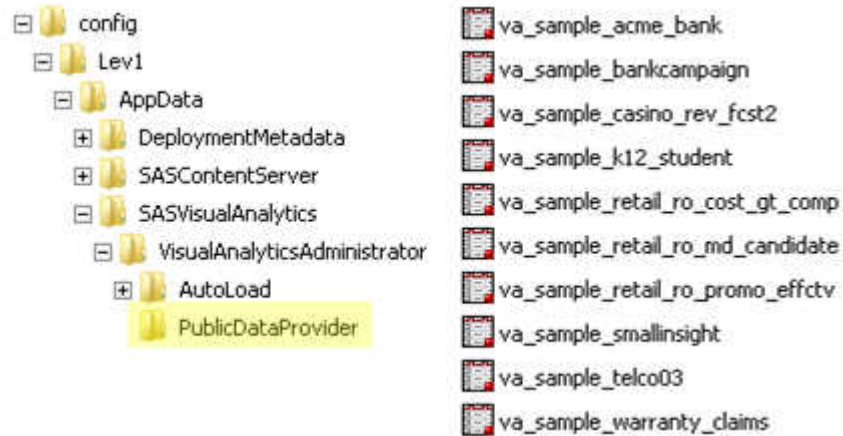 config
Lev1
AppData
DeploymentMetadata
SASContentServer
SASVisualAnalytics
VisualAnalyticsAdministrator
AutoLoad
PublicDataProvider
va_sample_acme_bank
va_sample_bankcampaign
va_sample_casino_rev_fcst2
va_sample_k12_student
va_sample_retail_ro_cost_gt_comp
va_sample_retail_ro_md_candidate
va_sample_retail_ro_promo_effctv
va_sample_smallinsight
va_sample_telco03
va_sample_warranty_claims